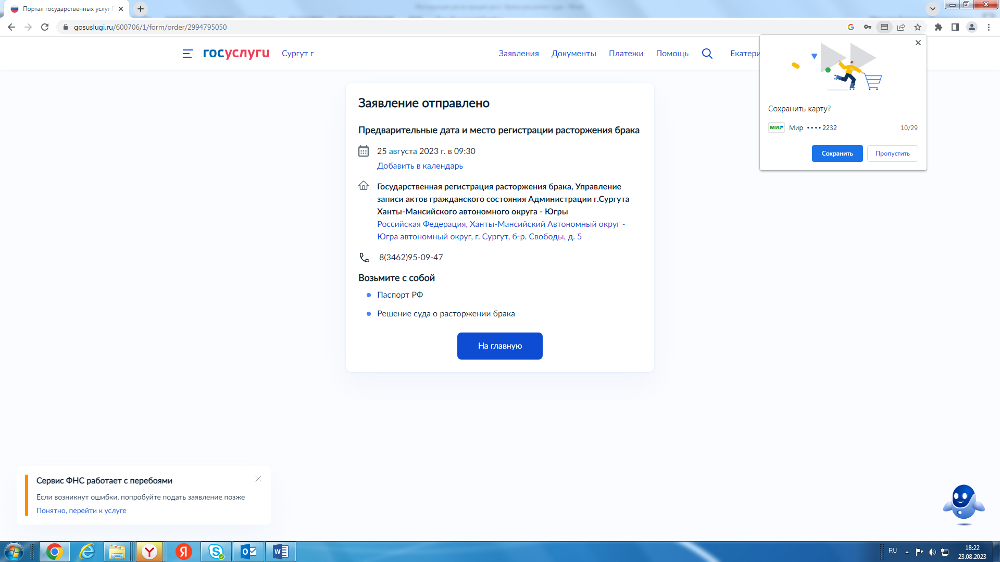 Портал государственных услуг
gosuslugi.ru/600706/1/form/order/2994795050
госуслуги
Сургут г
Заявления
Документы
Платежи
Помощь
Екатери
Сохранить карту?
МИР
Мир •••• 2232
10/29
Сохранить
Пропустить
Заявление отправлено
Предварительные дата и место регистрации расторжения брака
25 августа 2023 г. в 09:30
Добавить в календарь
Государственная регистрация расторжения брака, Управление
записи актов гражданского состояния Администрации г.Сургута
Ханты-Мансийского автономного округа - Югры
Российская Федерация, Ханты-Мансийский Автономный округ -
Югра автономный округ, г. Сургут, б-р. Свободы, д. 5
8(3462)95-09-47
Возьмите с собой
Паспорт РФ
Решение суда о расторжении брака
На главную
Сервис ФНС работает с перебоями
Если возникнут ошибки, попробуйте подать заявление позже
Понятно, перейти к услуге
RU
18:22
23.08.2023